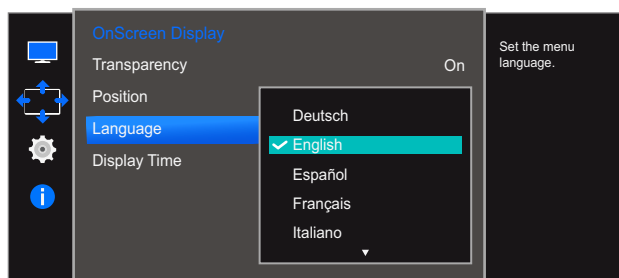 OnScreen Display
Transparency On
Position
Language
Display Time
Deutsch
English
Español
Français
Italiano
Set the menu
language.